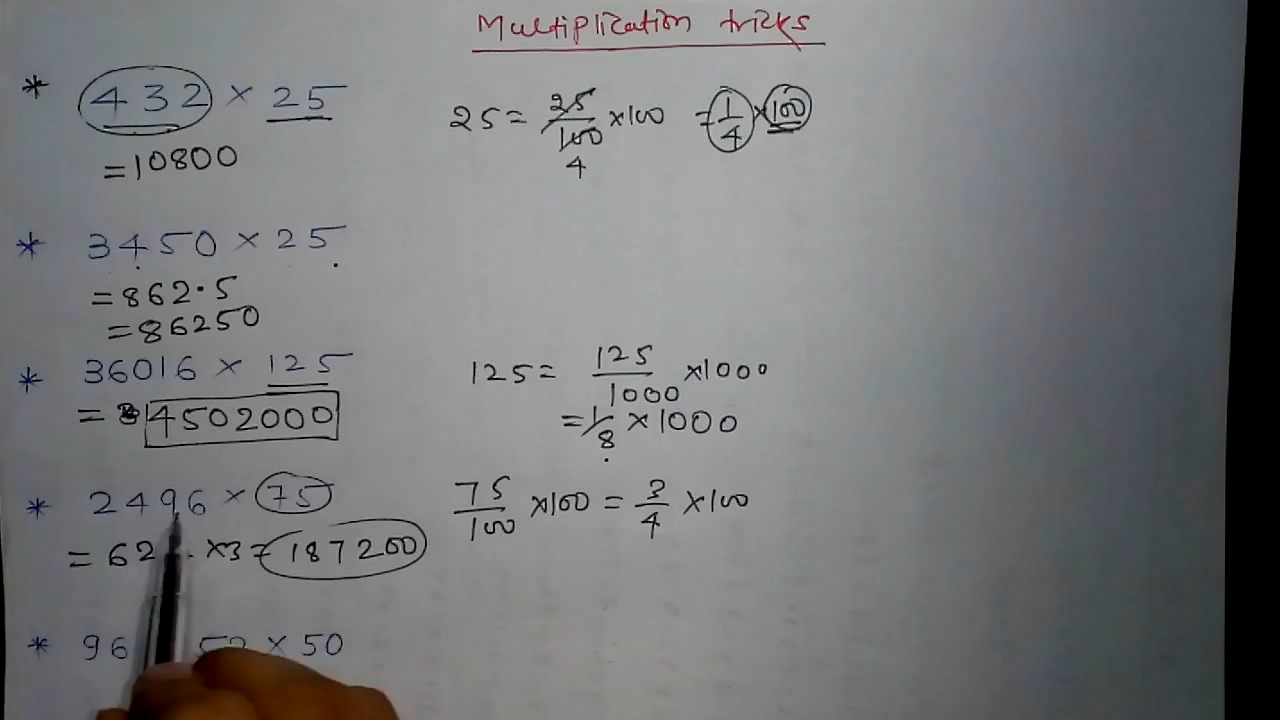 Multiplication tricks
* 432 × 25
= 10800
25 = 25/100 4 ×100 = 1/4 × 100
* 3450 × 25
= 862.5
= 86250
* 36016 × 125
= 4502000
125 = 125/1000 ×1000
= 1/8 × 1000
* 2496 × 75
= 62 . ×3 = 187200
75/100 ×100 = 3/4 ×100
* 96 52 × 50